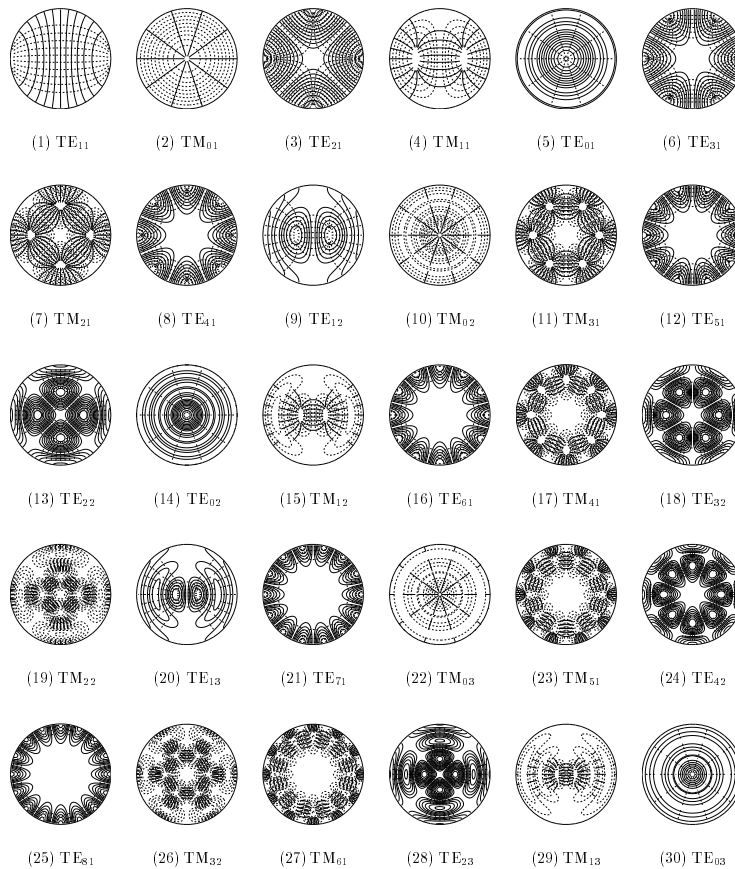 (1) TE₁₁ (2) TM₀₁ (3) TE₂₁ (4) TM₁₁ (5) TE₀₁ (6) TE₃₁
(7) TM₂₁ (8) TE₄₁ (9) TE₁₂ (10) TM₀₂ (11) TM₃₁ (12) TE₅₁
(13) TE₂₂ (14) TE₀₂ (15) TM₁₂ (16) TE₆₁ (17) TM₄₁ (18) TE₃₂
(19) TM₂₂ (20) TE₁₃ (21) TE₇₁ (22) TM₀₃ (23) TM₅₁ (24) TE₄₂
(25) TE₈₁ (26) TM₃₂ (27) TM₆₁ (28) TE₂₃ (29) TM₁₃ (30) TE₀₃